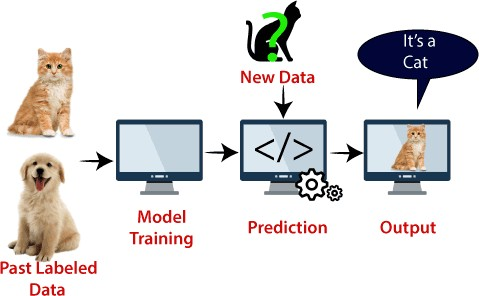 It's a
Cat
New Data
</>
Model
Training
Prediction
Output
Past Labeled
Data
?